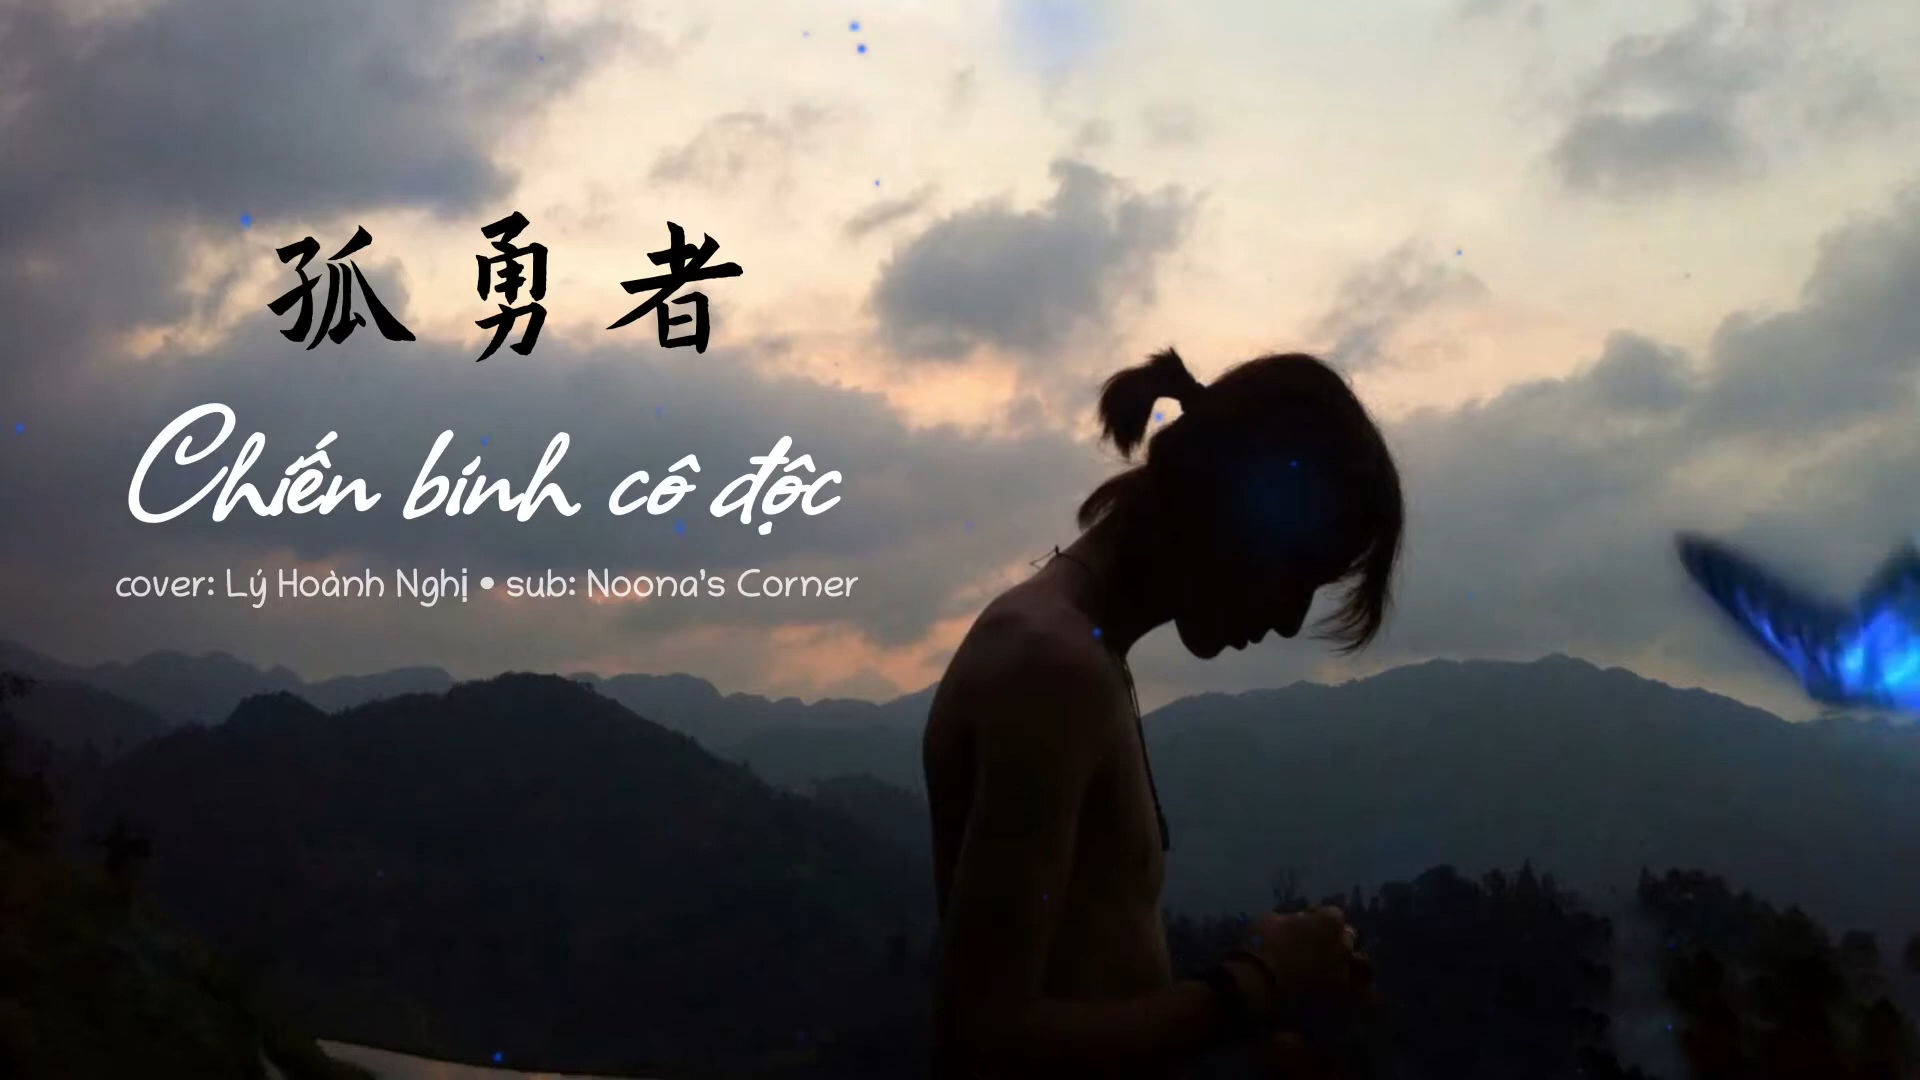 孤勇者
Chiến binh cô độc
cover: Lý Hoành Nghị • sub: Noona's Corner